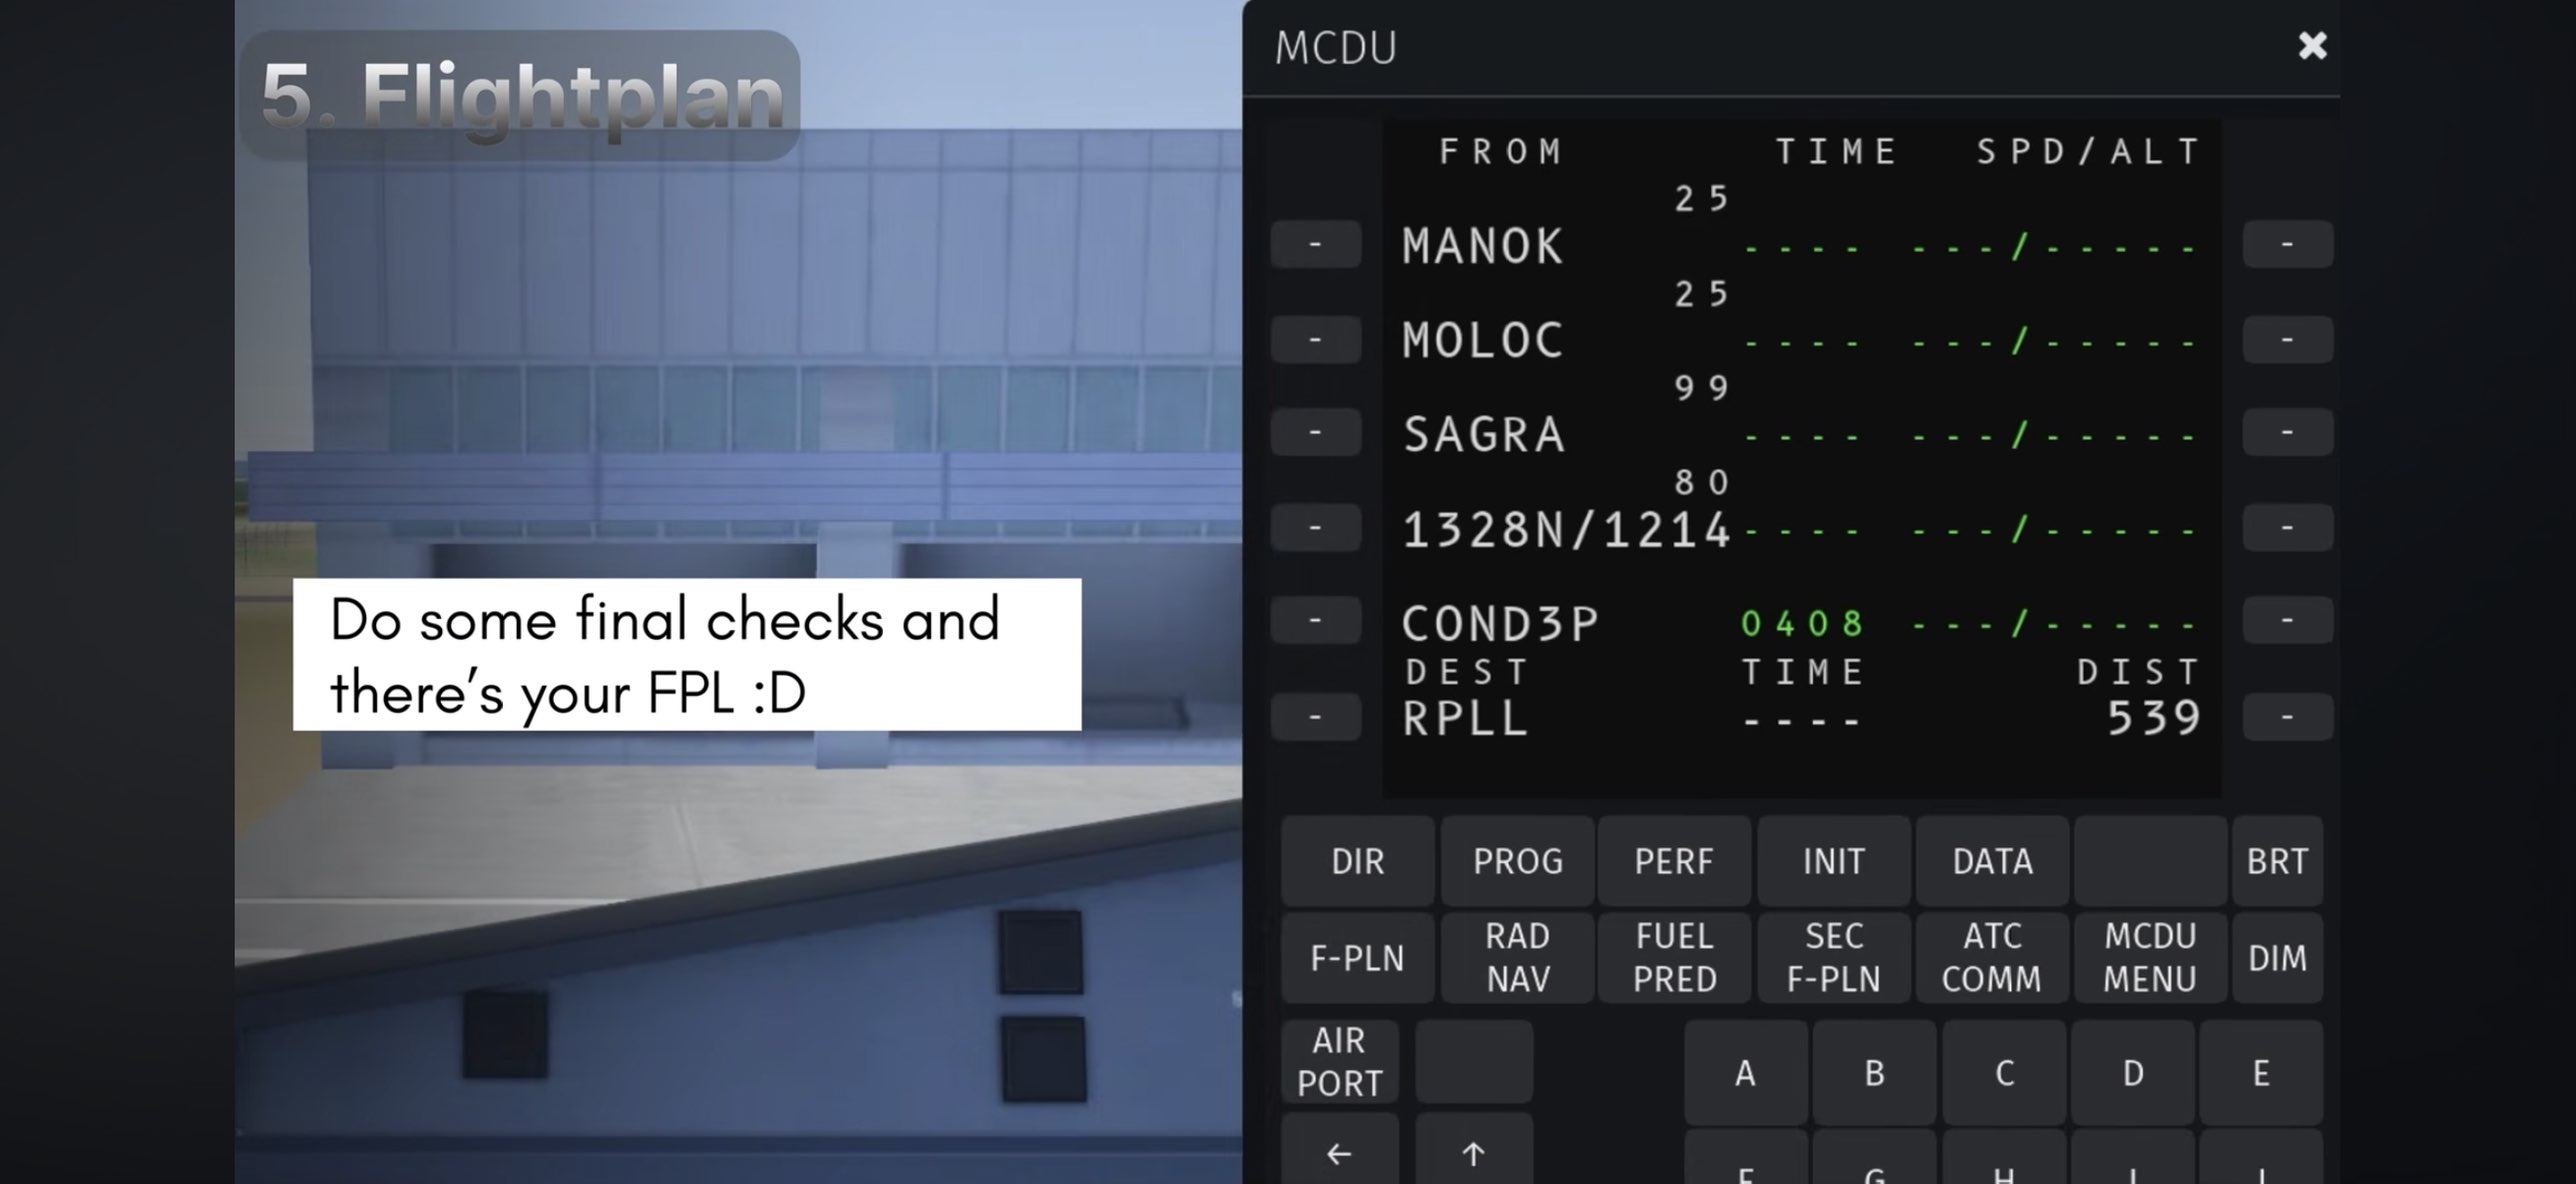 5. Flightplan
Do some final checks and
there's your FPL :D
MCDU ✖
FROM TIME SPD/ALT
25
- MANOK ---- ---/----- -
25
- MOLOC ---- ---/----- -
99
- SAGRA ---- ---/----- -
80
- 1328N/1214 ---- ---/----- -
- COND3P 0408 ---/----- -
DEST TIME DIST
- RPLL ---- 539 -
DIR PROG PERF INIT DATA BRT
F-PLN RAD NAV FUEL PRED SEC F-PLN ATC COMM MCDU MENU DIM
AIR PORT A B C D E
← ↑ F G H